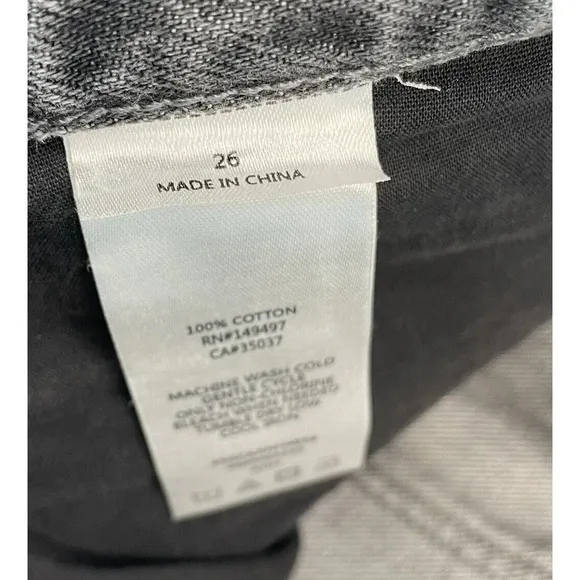 26
MADE IN CHINA
100% COTTON
RN#149497
CA#35037
MACHINE WASH COLD
GENTLE CYCLE
ONLY NON-CHLORINE
BLEACH WHEN NEEDED
TUMBLE DRY LOW
COOL IRON